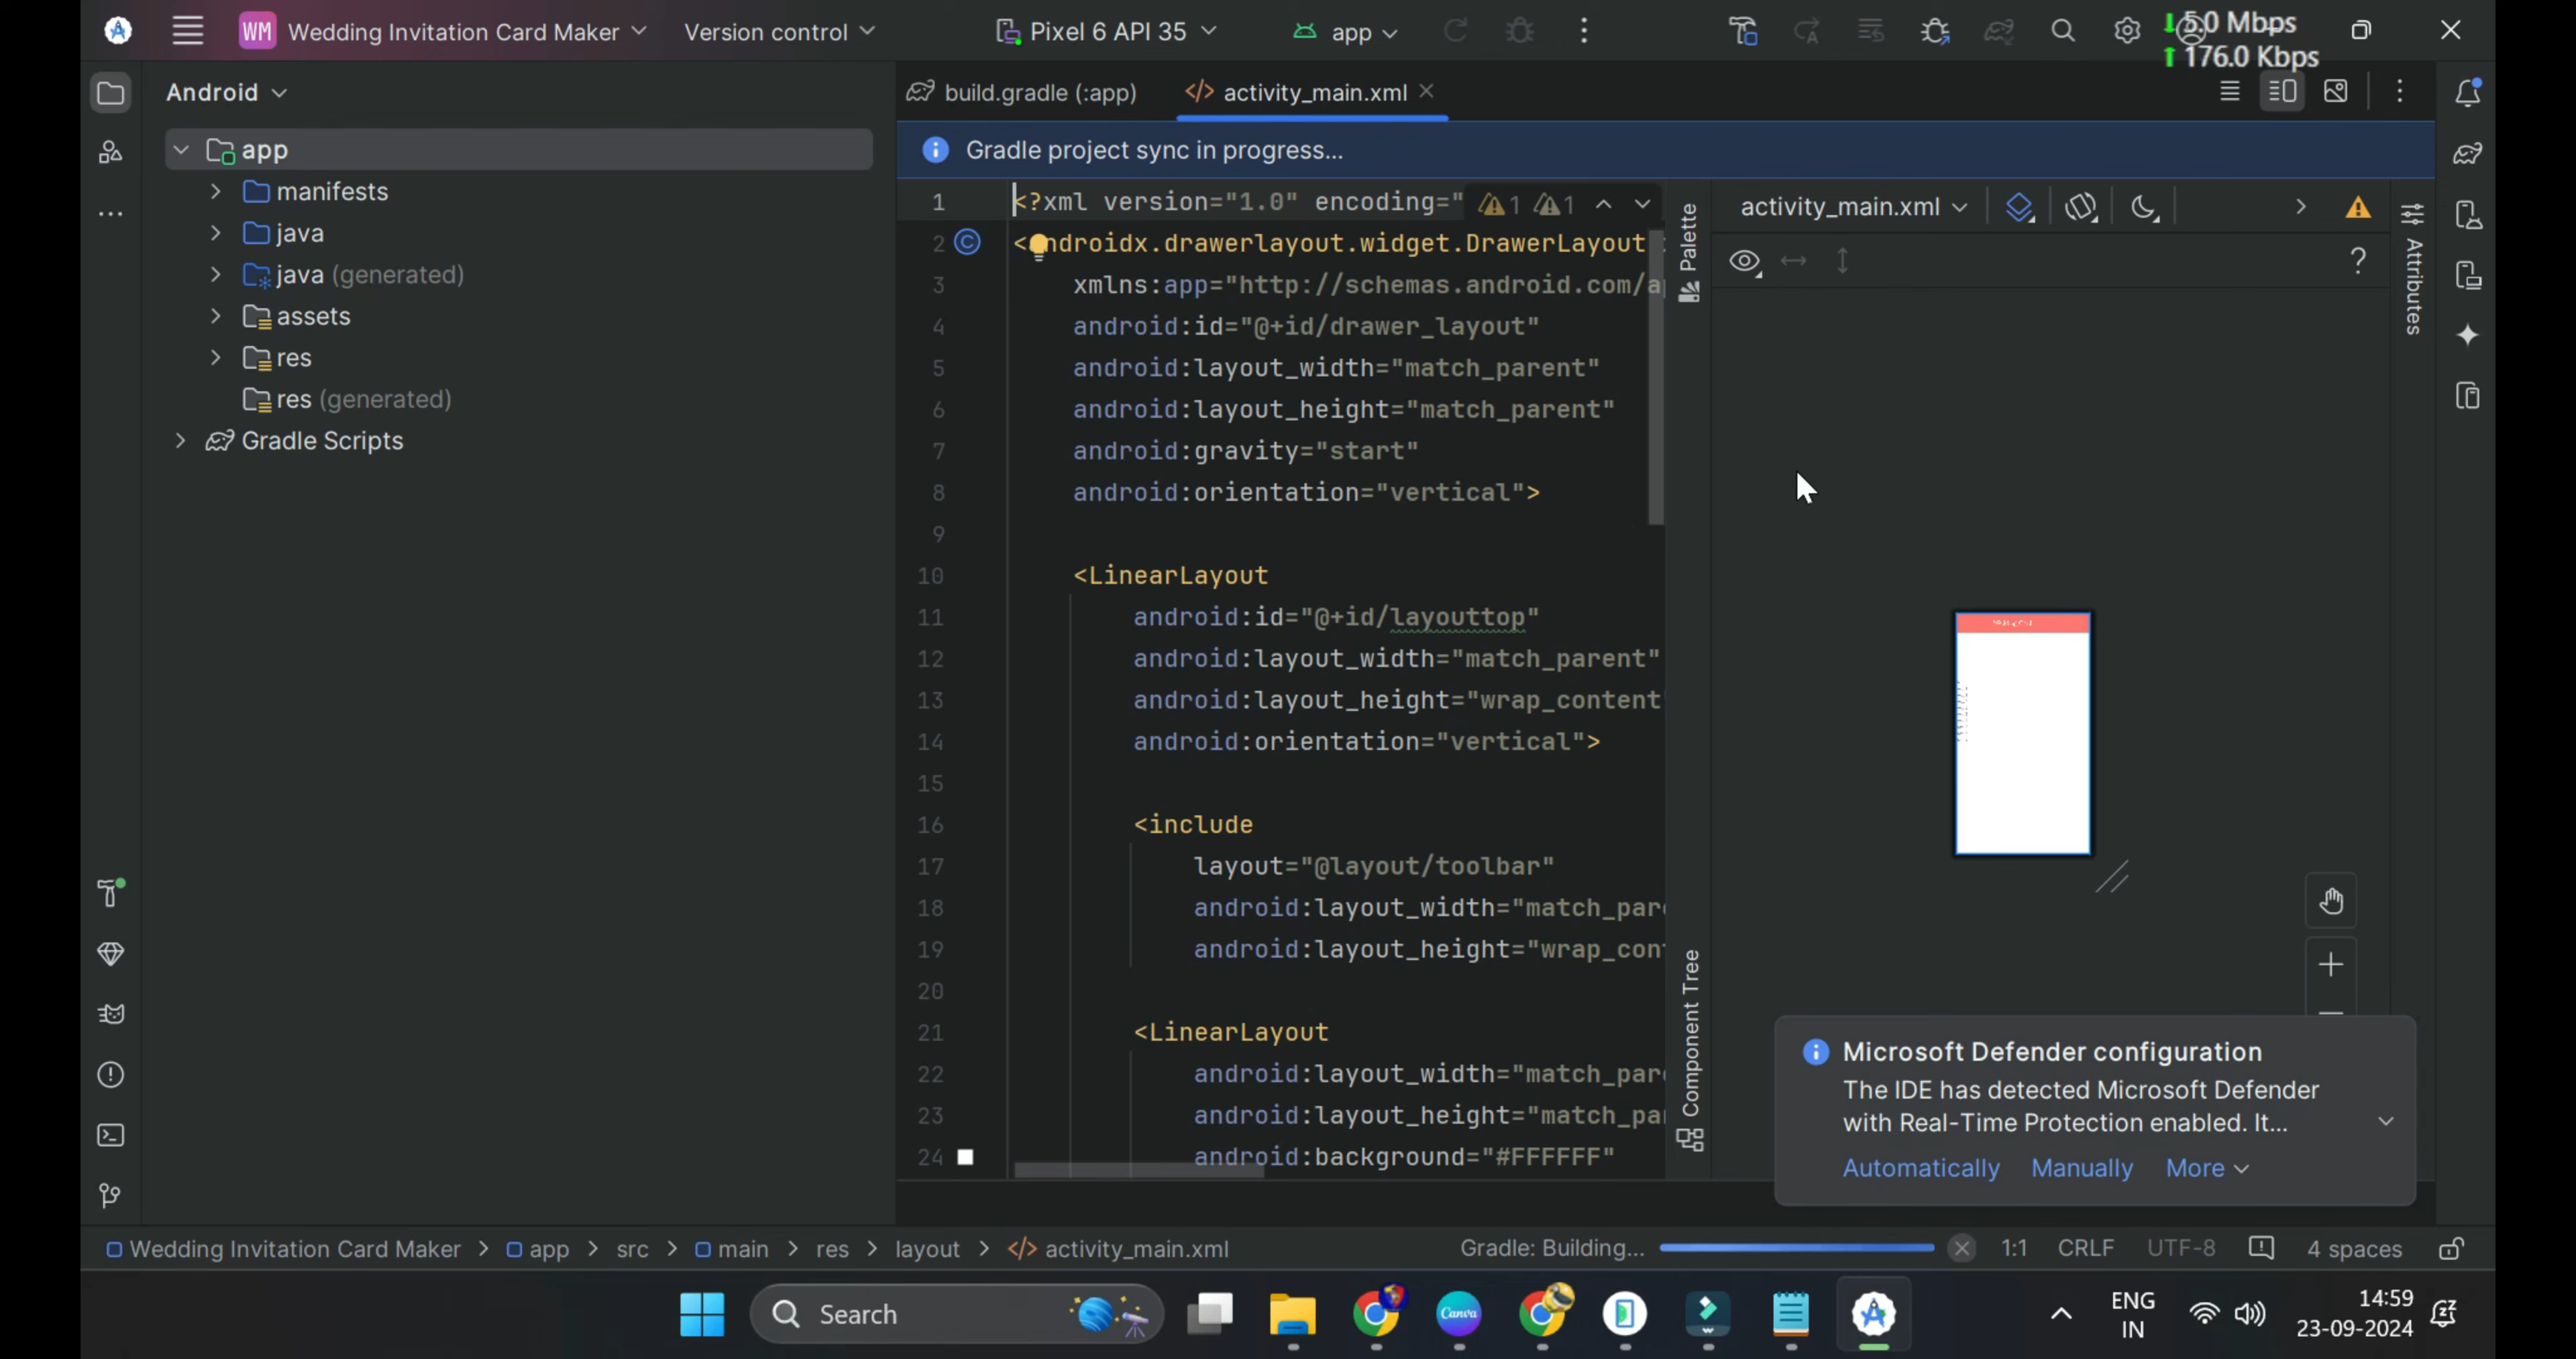 WM Wedding Invitation Card Maker Version control Pixel 6 API 35 app 5.0 Mbps
176.0 Kbps
Android
build.gradle (:app) activity_main.xml
app
manifests
java
java (generated)
assets
res
res (generated)
Gradle Scripts
Gradle project sync in progress...
1 <?xml version="1.0" encoding=" 1 1
2 <androidx.drawerlayout.widget.DrawerLayout
3 xmlns:app="http://schemas.android.com/a
4 android:id="@+id/drawer_layout"
5 android:layout_width="match_parent"
6 android:layout_height="match_parent"
7 android:gravity="start"
8 android:orientation="vertical">
9
10 <LinearLayout
11 android:id="@+id/layouttop"
12 android:layout_width="match_parent"
13 android:layout_height="wrap_content
14 android:orientation="vertical">
15
16 <include
17 layout="@layout/toolbar"
18 android:layout_width="match_par
19 android:layout_height="wrap_con
20
21 <LinearLayout
22 android:layout_width="match_par
23 android:layout_height="match_pa
24 android:background="#FFFFFF"
Palette
Component Tree
activity_main.xml
?
Attributes
Microsoft Defender configuration
The IDE has detected Microsoft Defender
with Real-Time Protection enabled. It...
Automatically Manually More
Wedding Invitation Card Maker > app > src > main > res > layout > activity_main.xml Gradle: Building... 1:1 CRLF UTF-8 4 spaces
Search
Canva
ENG
IN
14:59
23-09-2024